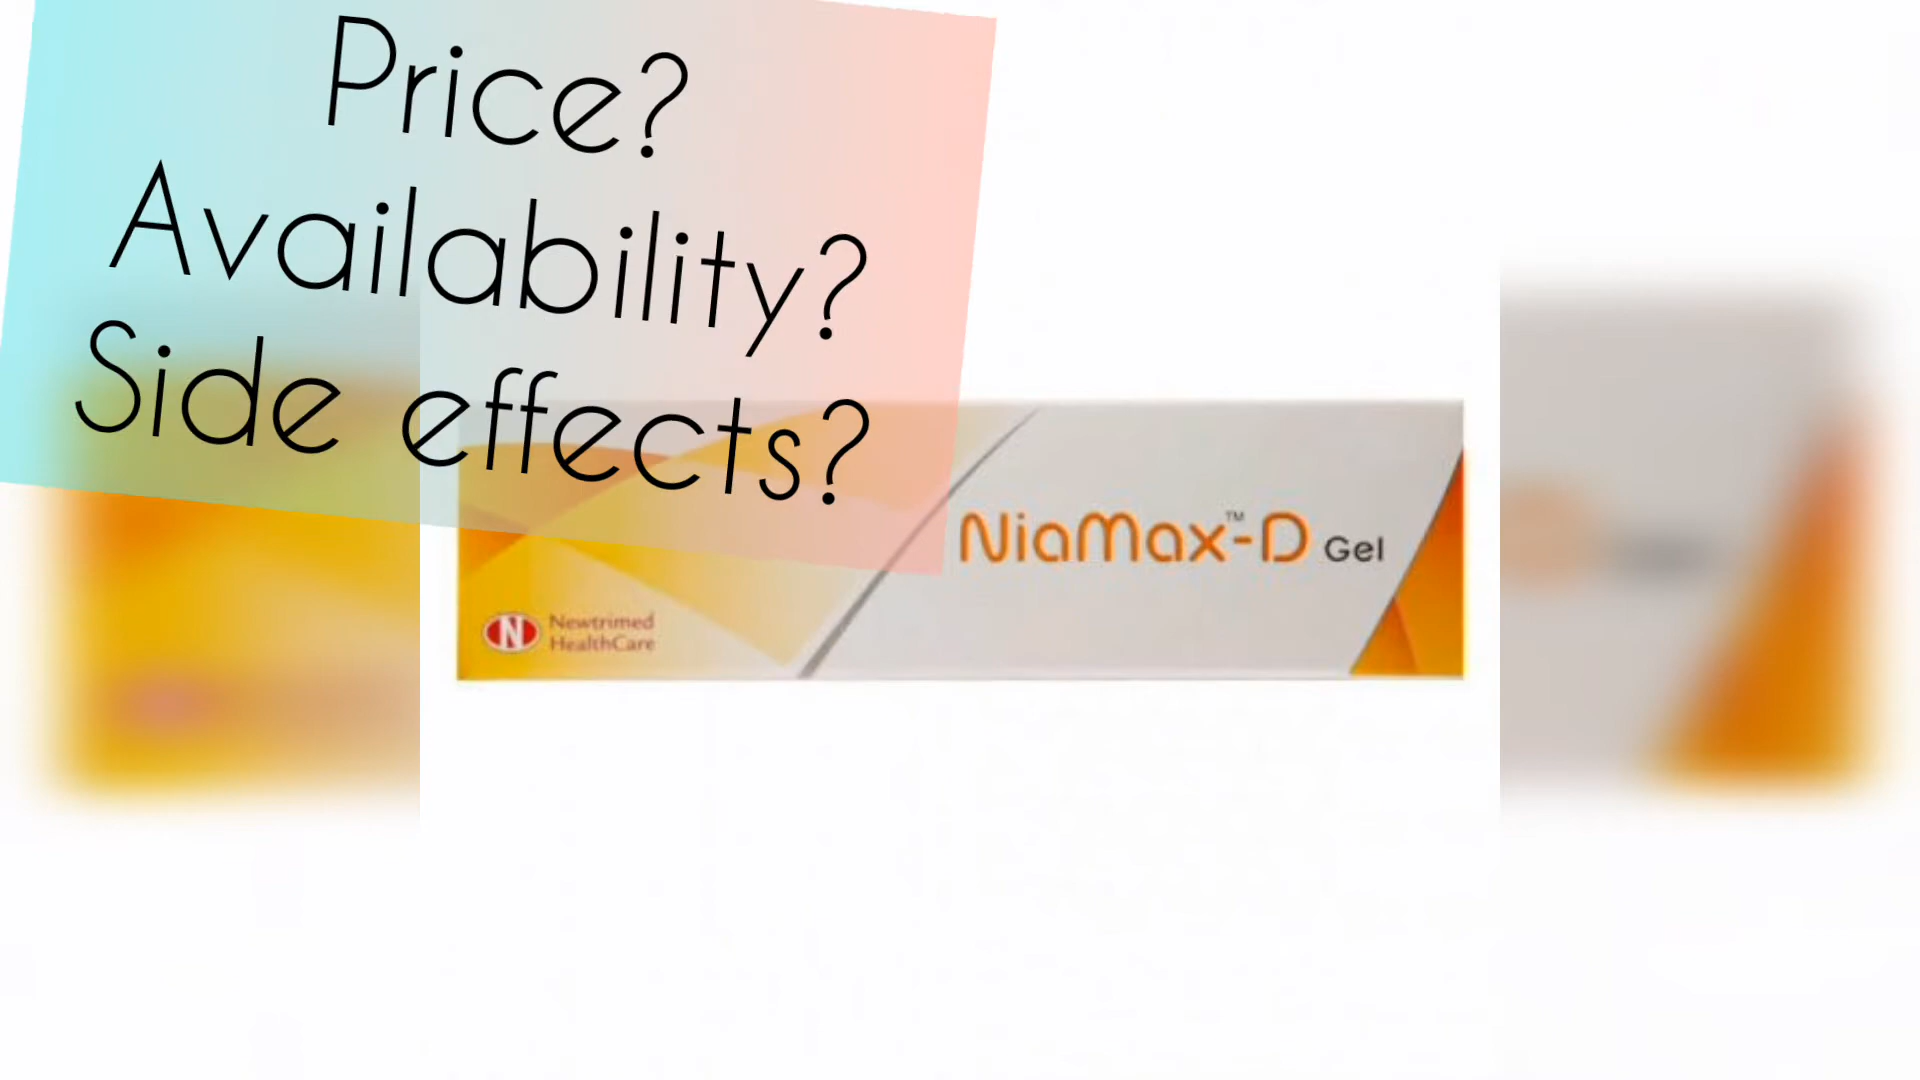 Price?
Availability?
Side effects?
NiaMax™-D Gel
N
Newtrimed
HealthCare